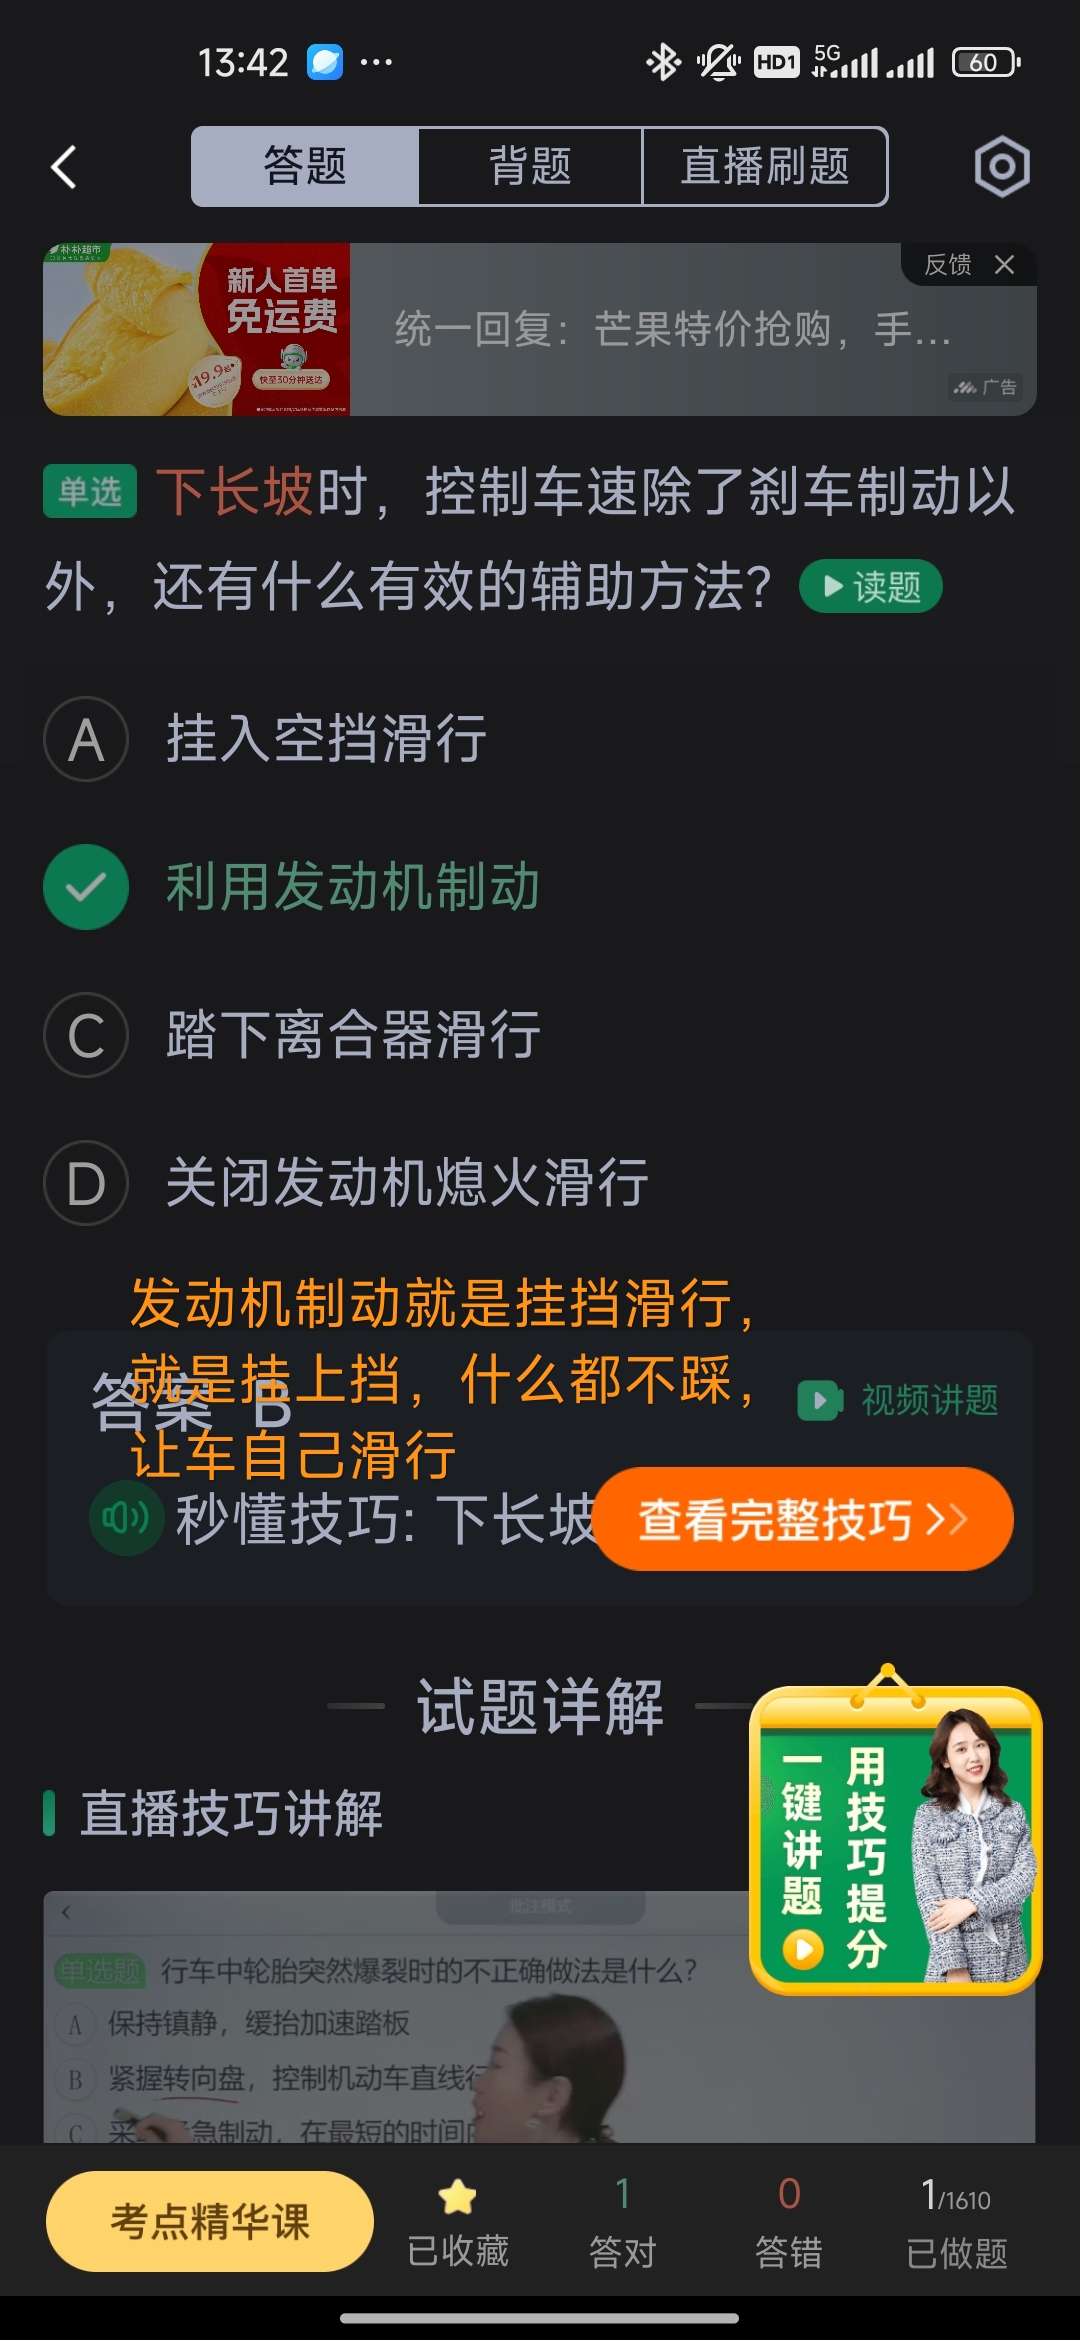 13:42
HD1
5G
60
答题
背题
直播刷题
朴朴超市
新人首单
免运费
¥19.9起
快至30分钟送达
统一回复：芒果特价抢购，手...
反馈
广告
单选 下长坡时，控制车速除了刹车制动以
外，还有什么有效的辅助方法？
读题
A 挂入空挡滑行
利用发动机制动
C 踏下离合器滑行
D 关闭发动机熄火滑行
发动机制动就是挂挡滑行，
就是挂上挡，什么都不踩，
让车自己滑行
答案 B
视频讲题
秒懂技巧：下长坡
查看完整技巧
试题详解
直播技巧讲解
一键讲题
用技巧提分
批注模式
单选题 行车中轮胎突然爆裂时的不正确做法是什么？
A 保持镇静，缓抬加速踏板
B 紧握转向盘，控制机动车直线行
C 采 急制动，在最短的时间
考点精华课
已收藏
1
答对
0
答错
1/1610
已做题